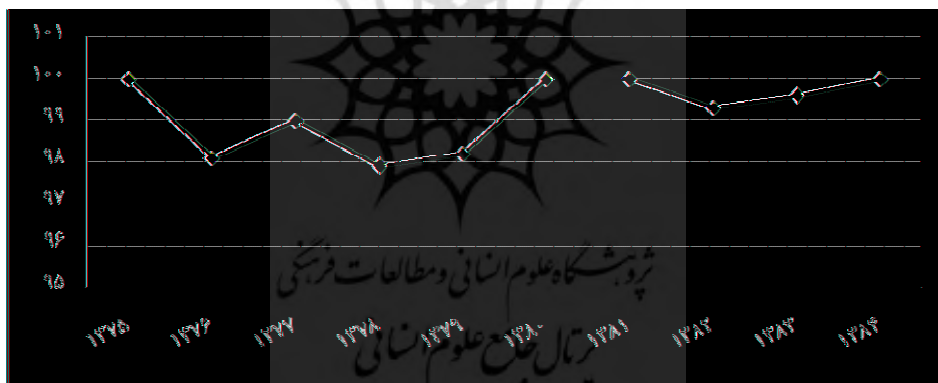 ۱۰۱
۱۰۰
۹۹
۹۸
۹۷
۹۶
۹۵
۱۳۷۵ ۱۳۷۶ ۱۳۷۷ ۱۳۷۸ ۱۳۷۹ ۱۳۸۰ ۱۳۸۱ ۱۳۸۲ ۱۳۸۳ ۱۳۸۴
پژوهشگاه علوم انسانی و مطالعات فرهنگی
پرتال جامع علوم انسانی